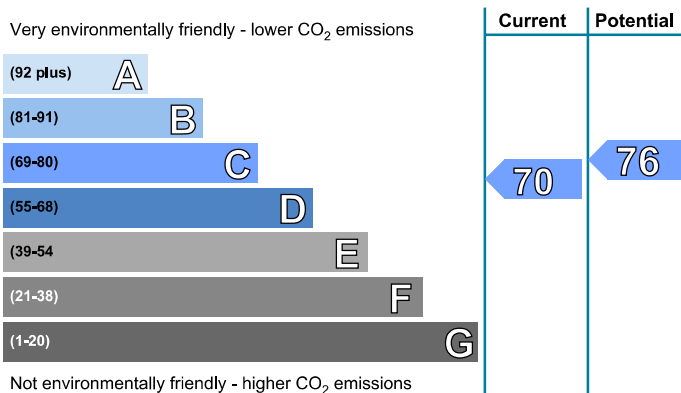 Very environmentally friendly - lower CO₂ emissions
Current
Potential
(92 plus) A
(81-91) B
(69-80) C
(55-68) D
(39-54 E
(21-38) F
(1-20) G
70
76
Not environmentally friendly - higher CO₂ emissions